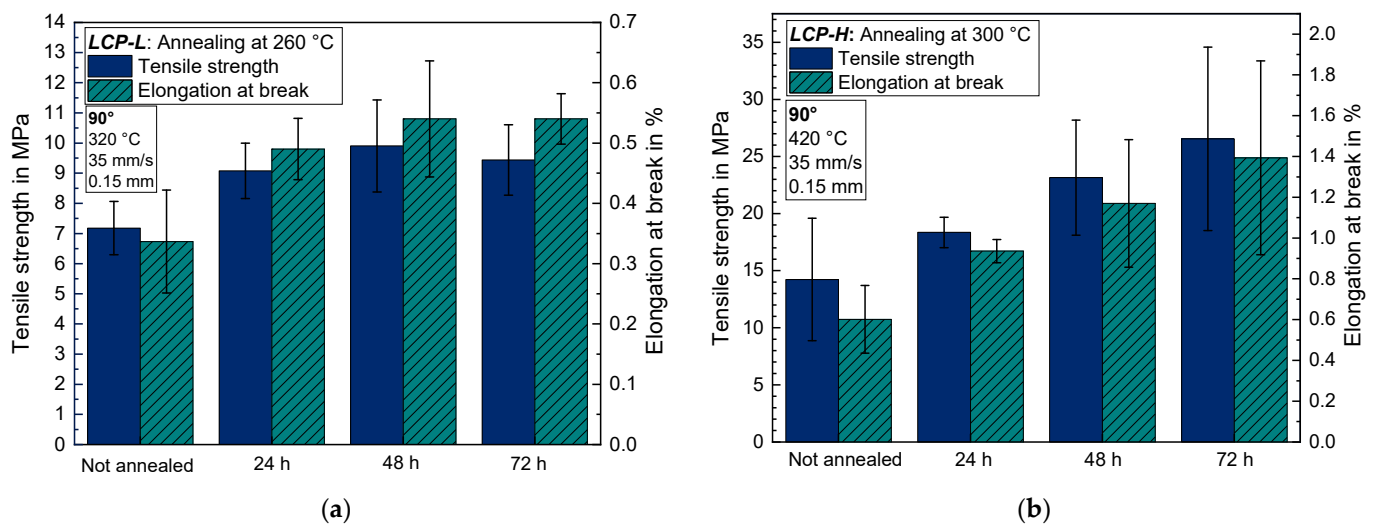 LCP-L: Annealing at 260 °C
Tensile strength
Elongation at break
90°
320 °C
35 mm/s
0.15 mm
Tensile strength in MPa
14
13
12
11
10
9
8
7
6
5
4
3
2
1
0
Elongation at break in %
0.7
0.6
0.5
0.4
0.3
0.2
0.1
0.0
Not annealed 24 h 48 h 72 h
(a)
LCP-H: Annealing at 300 °C
Tensile strength
Elongation at break
90°
420 °C
35 mm/s
0.15 mm
Tensile strength in MPa
35
30
25
20
15
10
5
0
Elongation at break in %
2.0
1.8
1.6
1.4
1.2
1.0
0.8
0.6
0.4
0.2
0.0
Not annealed 24 h 48 h 72 h
(b)